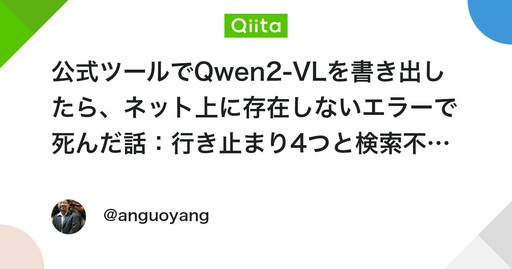 Qiita
公式ツールでQwen2-VLを書き出し
たら、ネット上に存在しないエラーで
死んだ話：行き止まり4つと検索不…
@anguoyang